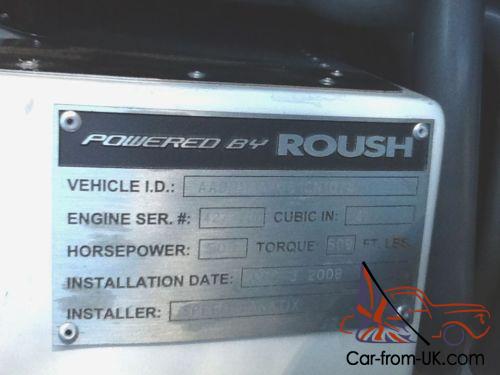 POWERED BY ROUSH
VEHICLE I.D.:
ENGINE SER. #: CUBIC IN:
HORSEPOWER: TORQUE: FT. LBS.
INSTALLATION DATE: 2008
INSTALLER:
Car-from-UK.com